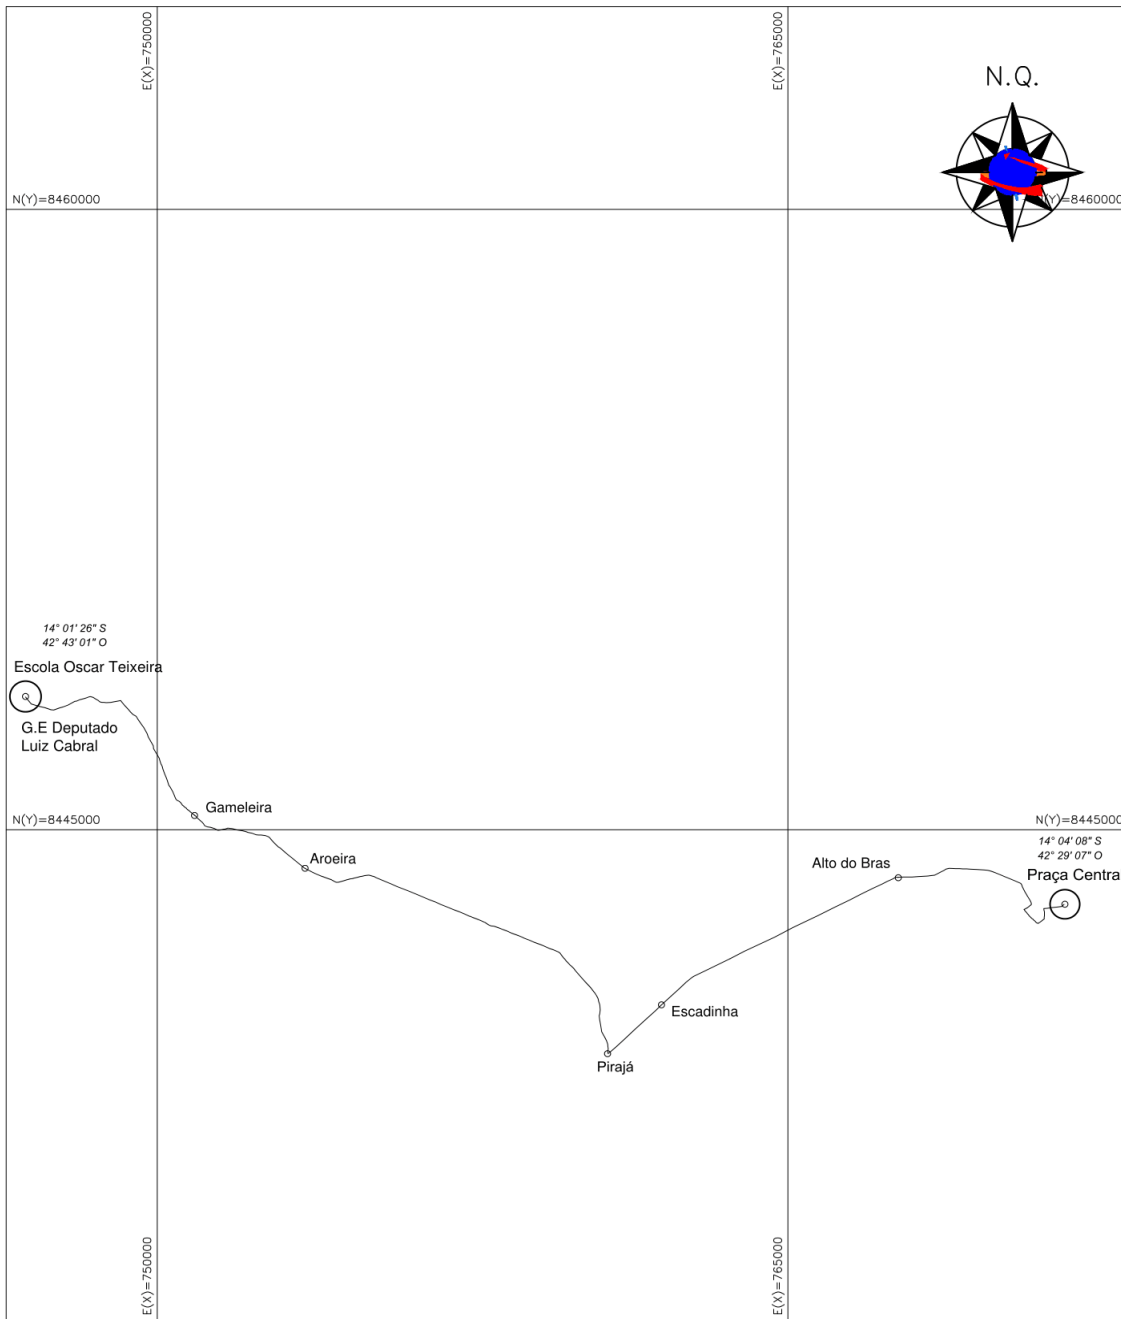 E(X)=750000
E(X)=765000
N.Q.
N(Y)=8460000
(Y)=8460000
14° 01' 26" S
42° 43' 01" O
Escola Oscar Teixeira
G.E Deputado
Luiz Cabral
Gameleira
N(Y)=8445000
N(Y)=8445000
14° 04' 08" S
42° 29' 07" O
Aroeira
Alto do Bras
Praça Centra
Escadinha
Pirajá
E(X)=750000
E(X)=765000